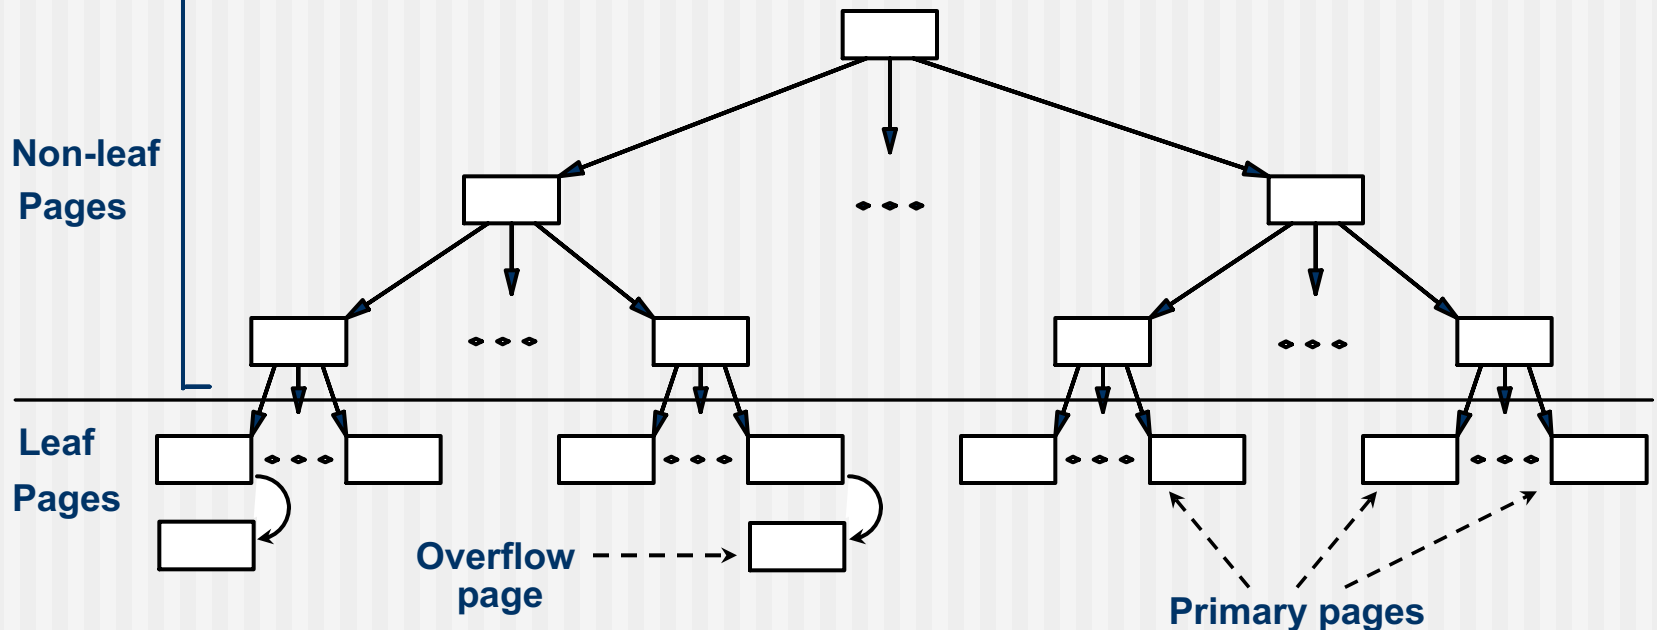 Non-leaf
Pages
Leaf
Pages
Overflow
page
Primary pages